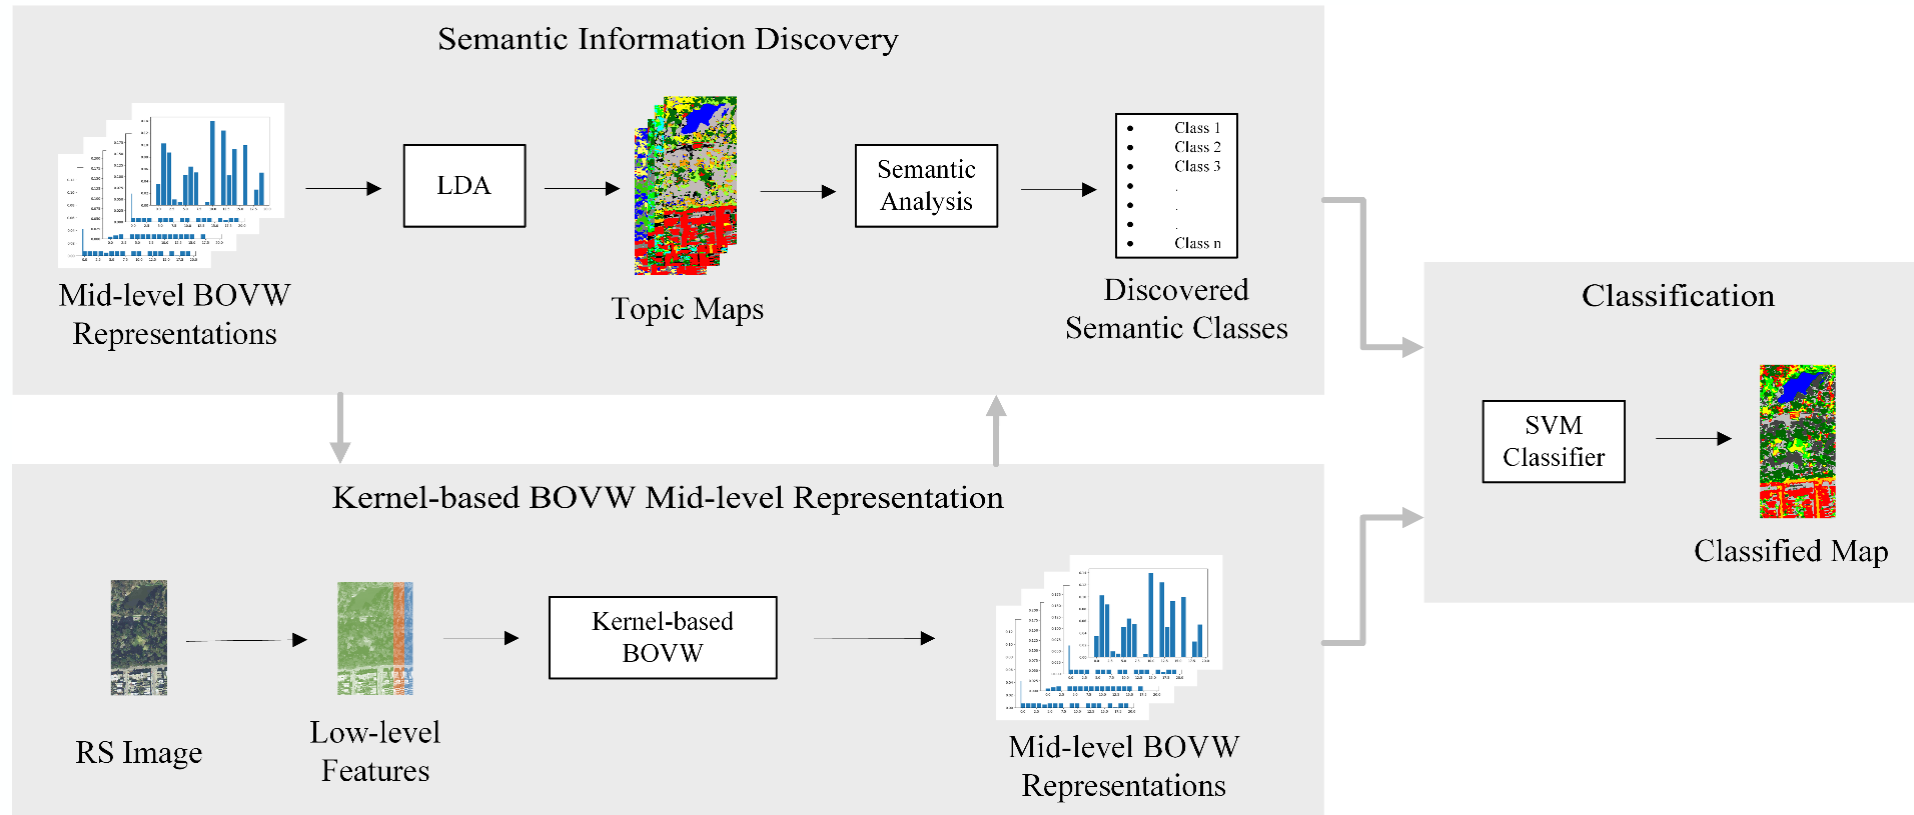 Semantic Information Discovery
LDA
Semantic
Analysis
Class 1
Class 2
Class 3
.
.
.
Class n
Mid-level BOVW
Representations
Topic Maps
Discovered
Semantic Classes
Classification
SVM
Classifier
Classified Map
Kernel-based BOVW Mid-level Representation
Kernel-based
BOVW
RS Image
Low-level
Features
Mid-level BOVW
Representations